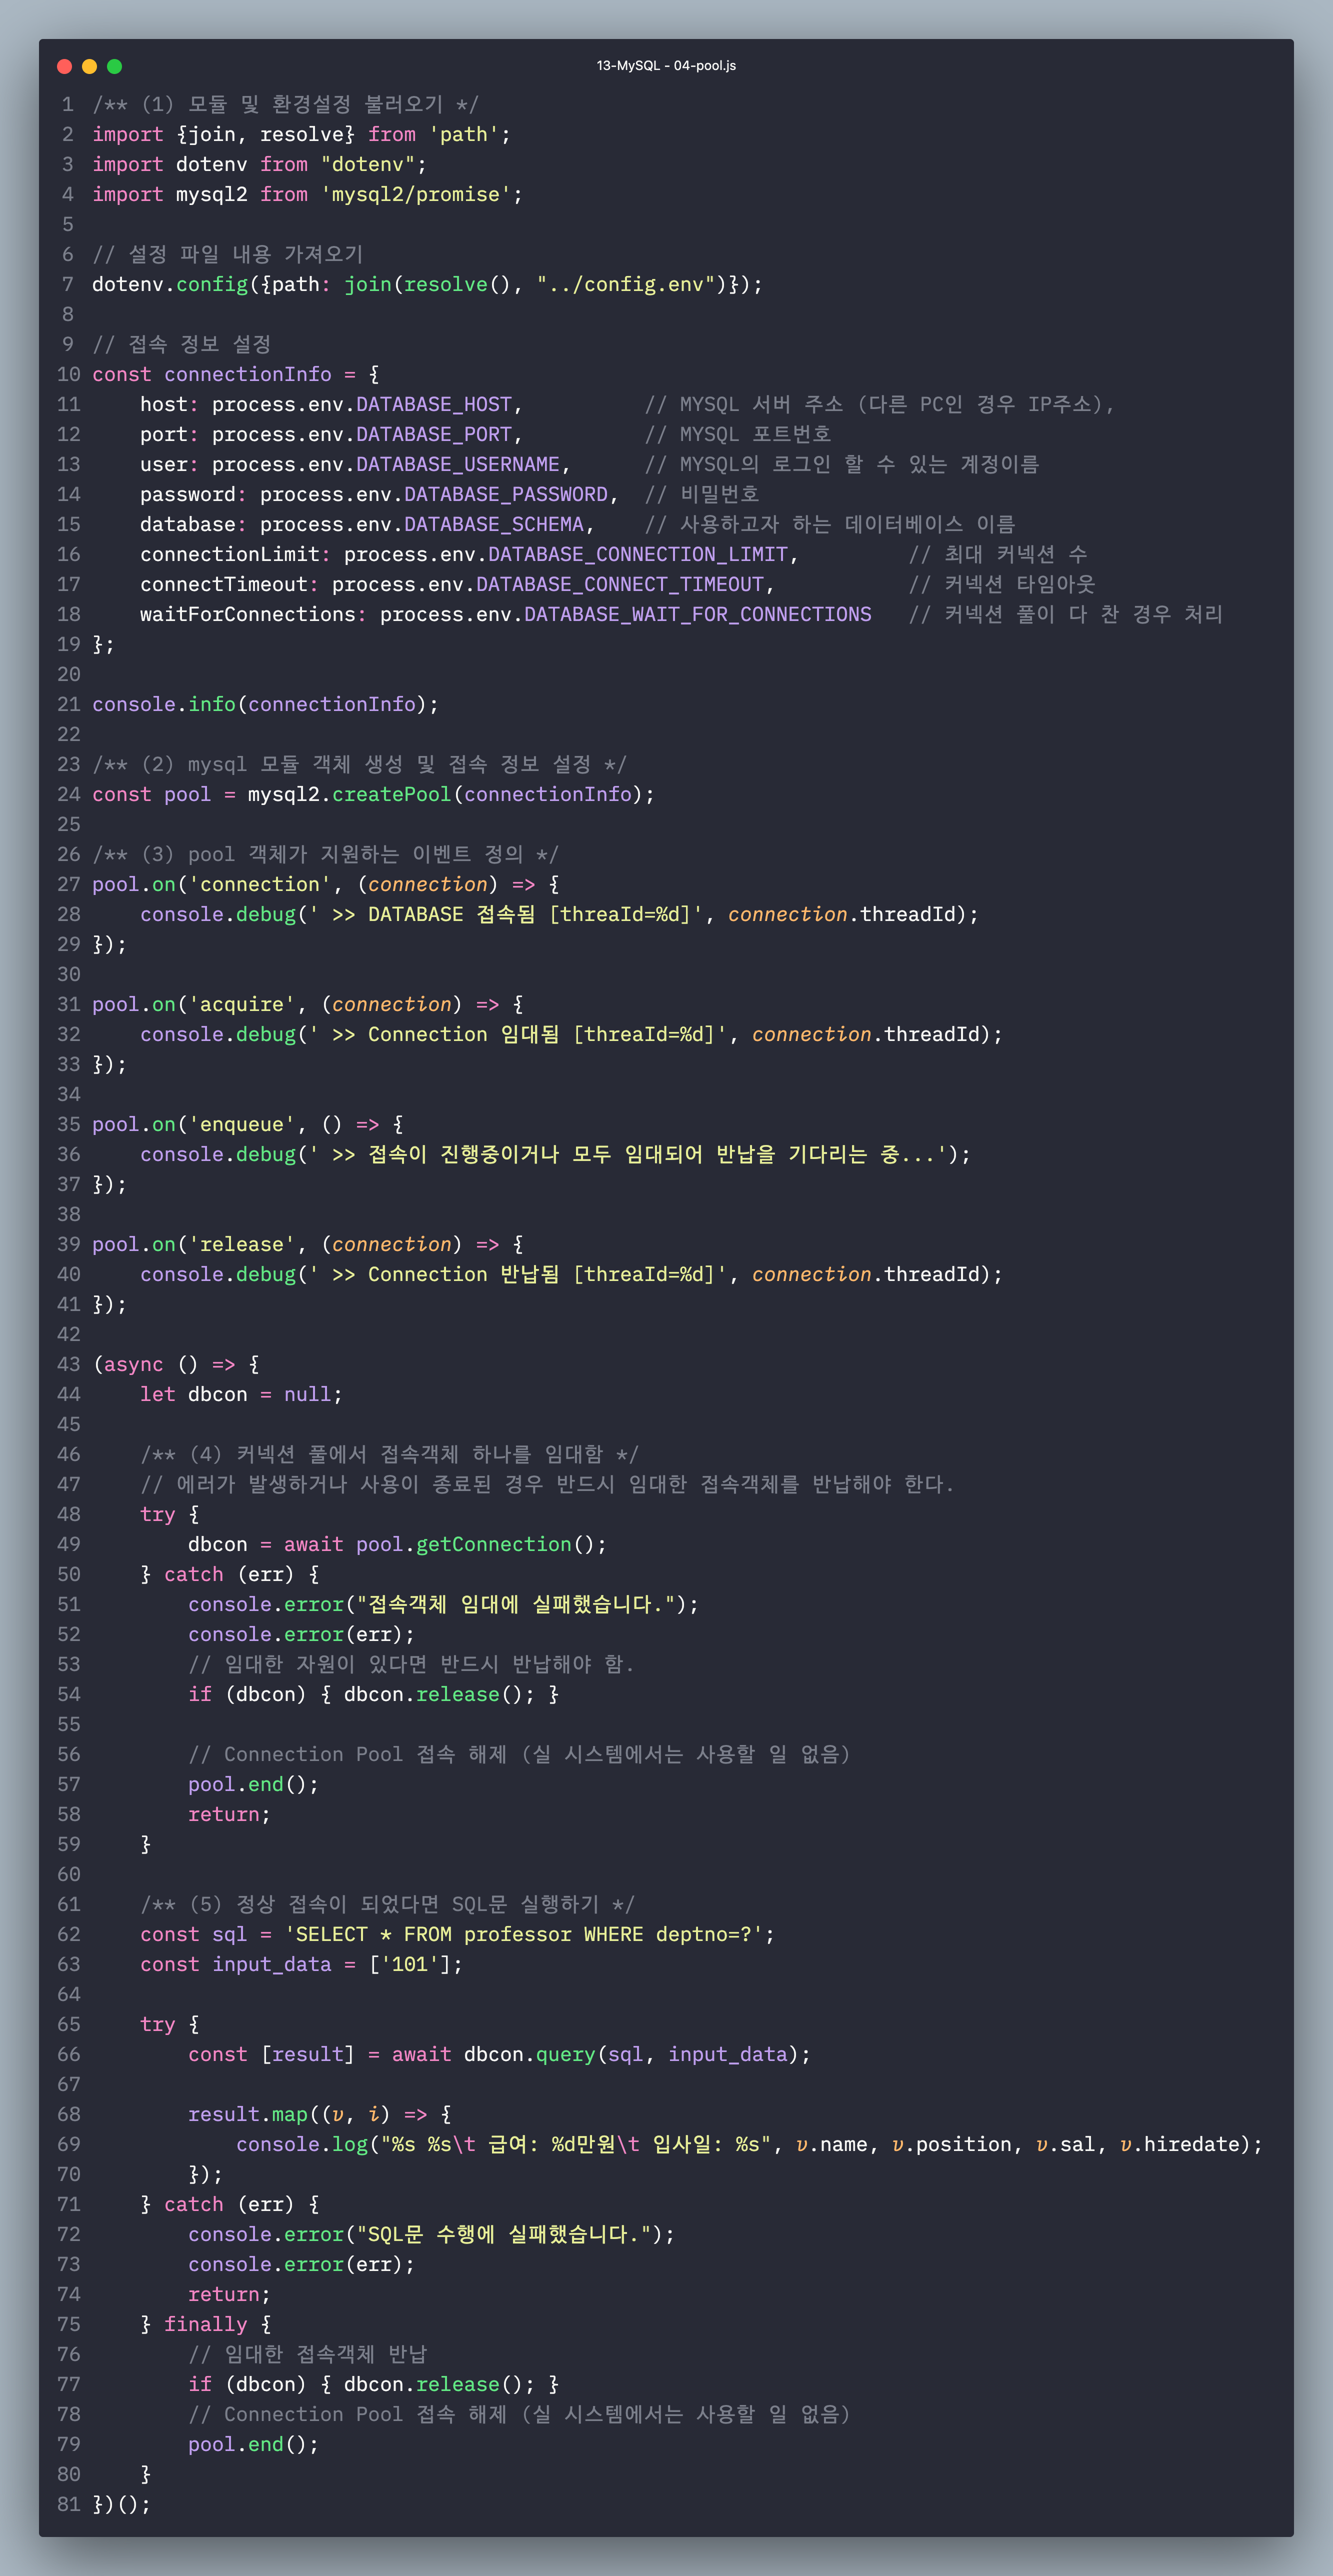 13-MySQL - 04-pool.js
1 /** (1) 모듈 및 환경설정 불러오기 */
2 import {join, resolve} from 'path';
3 import dotenv from "dotenv";
4 import mysql2 from 'mysql2/promise';
5
6 // 설정 파일 내용 가져오기
7 dotenv.config({path: join(resolve(), "../config.env")});
8
9 // 접속 정보 설정
10 const connectionInfo = {
11     host: process.env.DATABASE_HOST,          // MYSQL 서버 주소 (다른 PC인 경우 IP주소),
12     port: process.env.DATABASE_PORT,          // MYSQL 포트번호
13     user: process.env.DATABASE_USERNAME,      // MYSQL의 로그인 할 수 있는 계정이름
14     password: process.env.DATABASE_PASSWORD,  // 비밀번호
15     database: process.env.DATABASE_SCHEMA,    // 사용하고자 하는 데이터베이스 이름
16     connectionLimit: process.env.DATABASE_CONNECTION_LIMIT,         // 최대 커넥션 수
17     connectTimeout: process.env.DATABASE_CONNECT_TIMEOUT,           // 커넥션 타임아웃
18     waitForConnections: process.env.DATABASE_WAIT_FOR_CONNECTIONS   // 커넥션 풀이 다 찬 경우 처리
19 };
20
21 console.info(connectionInfo);
22
23 /** (2) mysql 모듈 객체 생성 및 접속 정보 설정 */
24 const pool = mysql2.createPool(connectionInfo);
25
26 /** (3) pool 객체가 지원하는 이벤트 정의 */
27 pool.on('connection', (connection) => {
28     console.debug(' >> DATABASE 접속됨 [threaId=%d]', connection.threadId);
29 });
30
31 pool.on('acquire', (connection) => {
32     console.debug(' >> Connection 임대됨 [threaId=%d]', connection.threadId);
33 });
34
35 pool.on('enqueue', () => {
36     console.debug(' >> 접속이 진행중이거나 모두 임대되어 반납을 기다리는 중...');
37 });
38
39 pool.on('release', (connection) => {
40     console.debug(' >> Connection 반납됨 [threaId=%d]', connection.threadId);
41 });
42
43 (async () => {
44     let dbcon = null;
45
46     /** (4) 커넥션 풀에서 접속객체 하나를 임대함 */
47     // 에러가 발생하거나 사용이 종료된 경우 반드시 임대한 접속객체를 반납해야 한다.
48     try {
49         dbcon = await pool.getConnection();
50     } catch (err) {
51         console.error("접속객체 임대에 실패했습니다.");
52         console.error(err);
53         // 임대한 자원이 있다면 반드시 반납해야 함.
54         if (dbcon) { dbcon.release(); }
55
56         // Connection Pool 접속 해제 (실 시스템에서는 사용할 일 없음)
57         pool.end();
58         return;
59     }
60
61     /** (5) 정상 접속이 되었다면 SQL문 실행하기 */
62     const sql = 'SELECT * FROM professor WHERE deptno=?';
63     const input_data = ['101'];
64
65     try {
66         const [result] = await dbcon.query(sql, input_data);
67
68         result.map((v, i) => {
69             console.log("%s %s\t 급여: %d만원\t 입사일: %s", v.name, v.position, v.sal, v.hiredate);
70         });
71     } catch (err) {
72         console.error("SQL문 수행에 실패했습니다.");
73         console.error(err);
74         return;
75     } finally {
76         // 임대한 접속객체 반납
77         if (dbcon) { dbcon.release(); }
78         // Connection Pool 접속 해제 (실 시스템에서는 사용할 일 없음)
79         pool.end();
80     }
81 })();